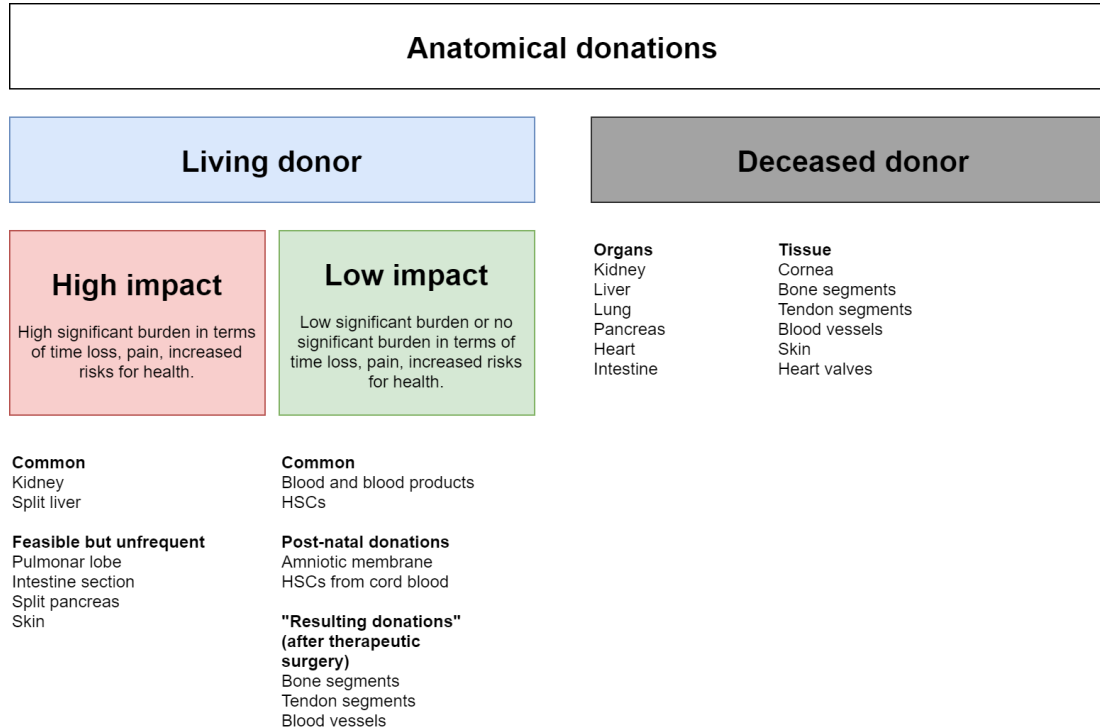 Anatomical donations
Living donor
High impact
High significant burden in terms
of time loss, pain, increased
risks for health.
Common
Kidney
Split liver
Feasible but unfrequent
Pulmonar lobe
Intestine section
Split pancreas
Skin
Low impact
Low significant burden or no
significant burden in terms of
time loss, pain, increased risks
for health.
Common
Blood and blood products
HSCs
Post-natal donations
Amniotic membrane
HSCs from cord blood
"Resulting donations"
(after therapeutic
surgery)
Bone segments
Tendon segments
Blood vessels
Deceased donor
Organs
Kidney
Liver
Lung
Pancreas
Heart
Intestine
Tissue
Cornea
Bone segments
Tendon segments
Blood vessels
Skin
Heart valves